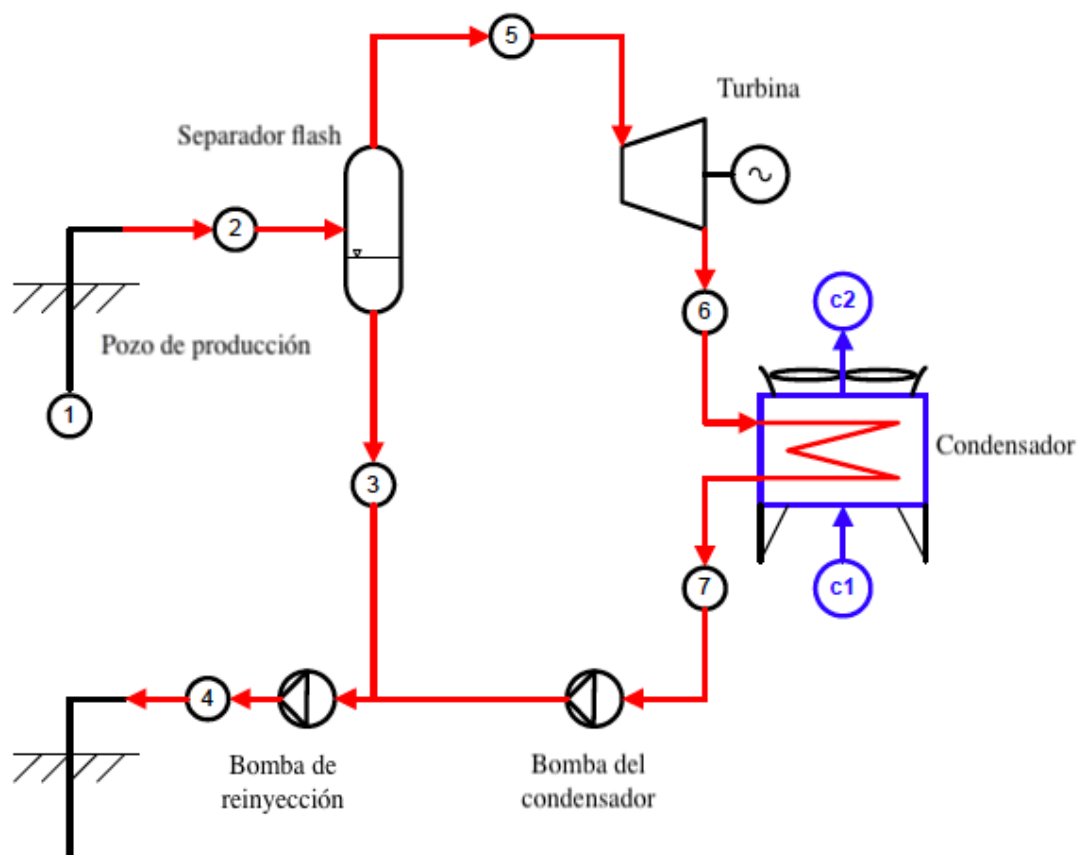 5
Turbina
Separador flash
2
6
c2
Pozo de producción
1
Condensador
3
7
c1
4
Bomba de
reinyección
Bomba del
condensador